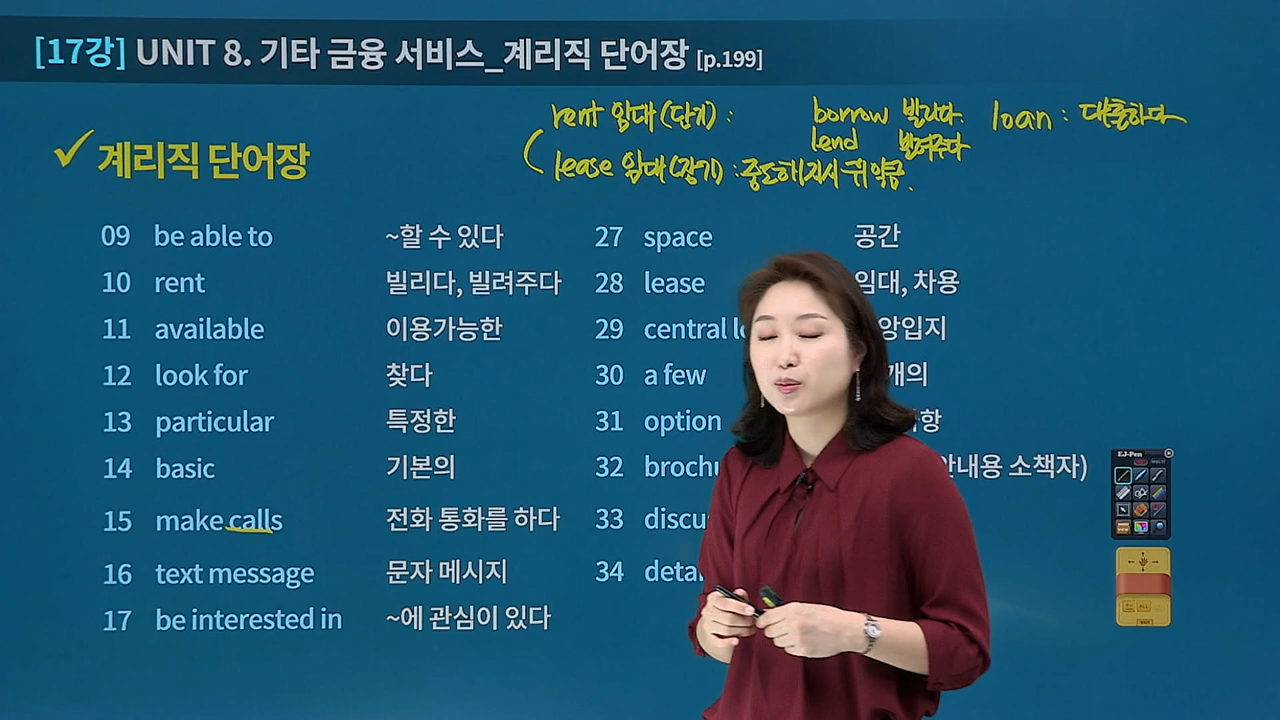 [17강] UNIT 8. 기타 금융 서비스_계리직 단어장 [p.199]
rent 임대(단기) : borrow 빌리다. loan : 대출하다
lend 빌려주다
lease 임대(장기) : 중도해지시 위약금.
✓ 계리직 단어장
09 be able to ~할 수 있다
10 rent 빌리다, 빌려주다
11 available 이용가능한
12 look for 찾다
13 particular 특정한
14 basic 기본의
15 make calls 전화 통화를 하다
16 text message 문자 메시지
17 be interested in ~에 관심이 있다
27 space 공간
28 lease 임대, 차용
29 central
30 a few
31 option
32 안내용 소책자)
33
34
EJ-Pen